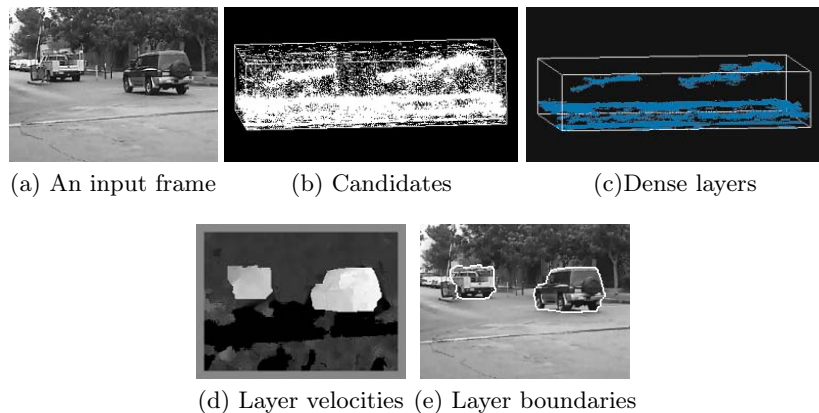 (a) An input frame
(b) Candidates
(c)Dense layers
(d) Layer velocities
(e) Layer boundaries